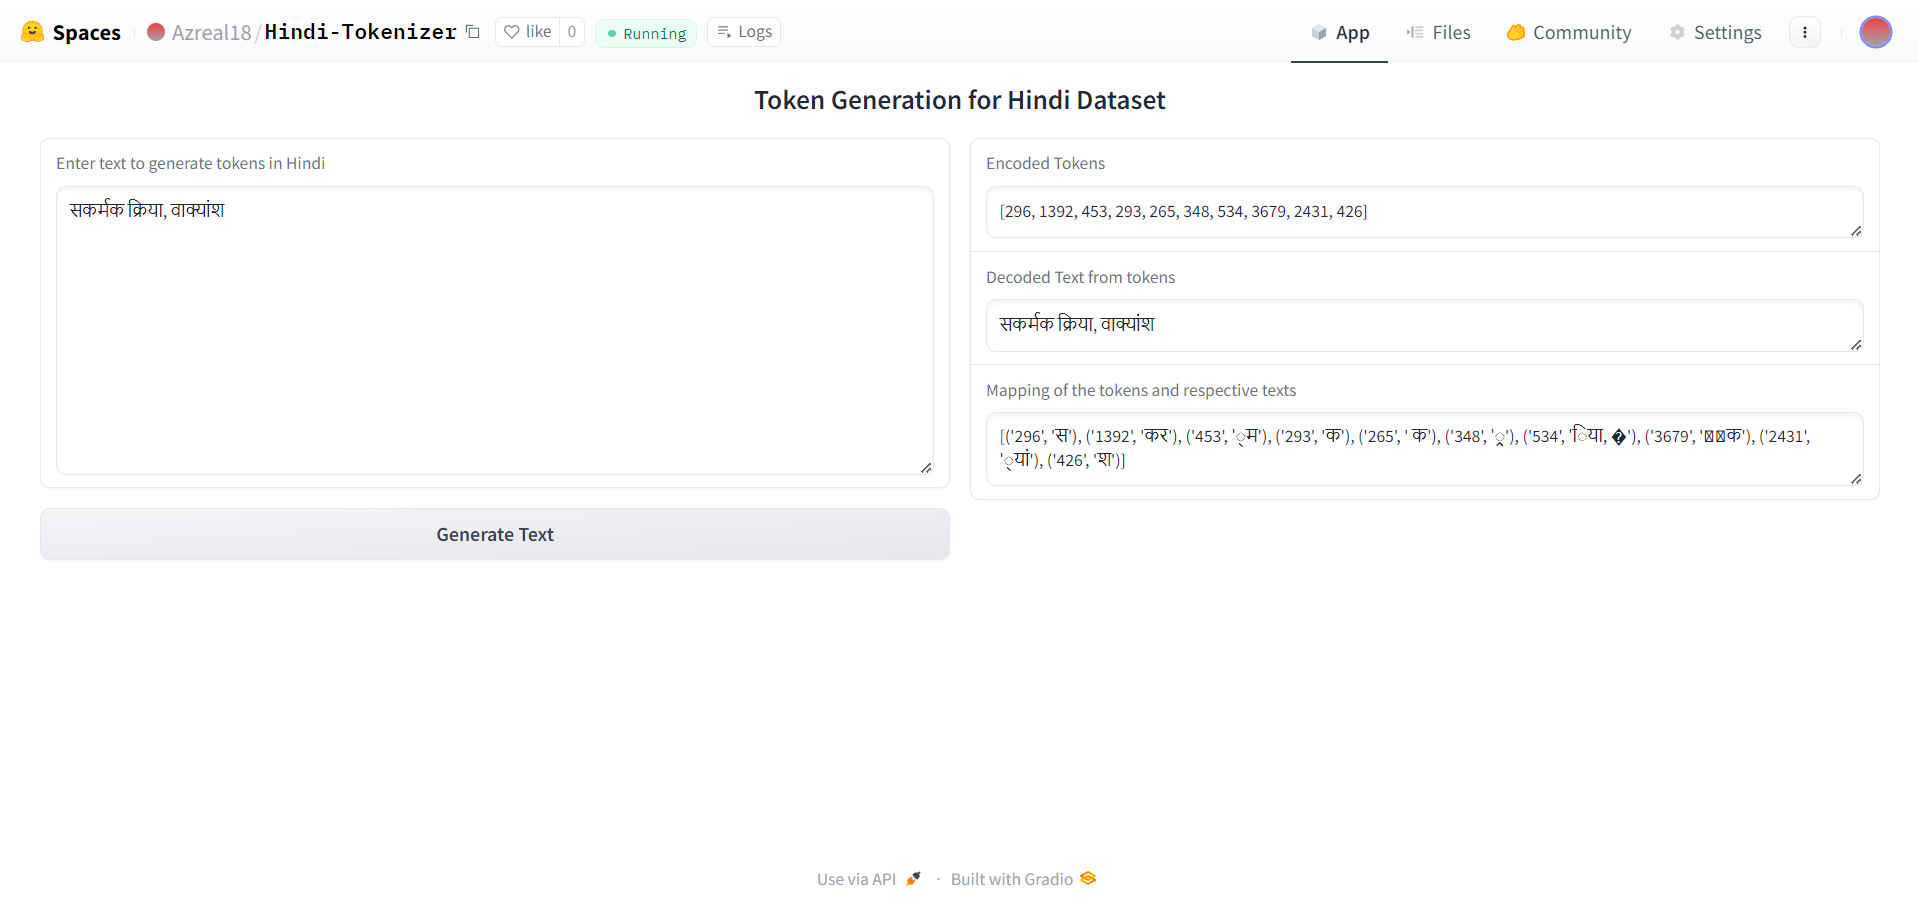 Spaces Azreal18/Hindi-Tokenizer like 0 Running Logs App Files Community Settings
Token Generation for Hindi Dataset
Enter text to generate tokens in Hindi
सकर्मक क्रिया, वाक्यांश
Generate Text
Encoded Tokens
[296, 1392, 453, 293, 265, 348, 534, 3679, 2431, 426]
Decoded Text from tokens
सकर्मक क्रिया, वाक्यांश
Mapping of the tokens and respective texts
[('296', 'स'), ('1392', 'कर'), ('453', '्म'), ('293', 'क'), ('265', ' क'), ('348', '्र'), ('534', 'िया, �'), ('3679', '��क'), ('2431',
'्यां'), ('426', 'श')]
Use via API · Built with Gradio